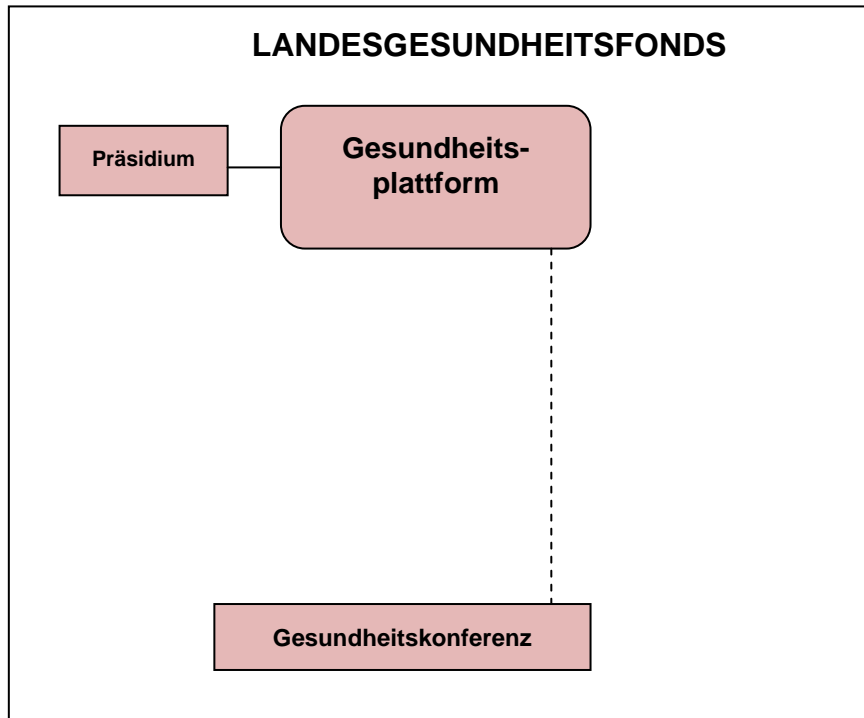 LANDESGESUNDHEITSFONDS
Präsidium
Gesundheits-
plattform
Gesundheitskonferenz